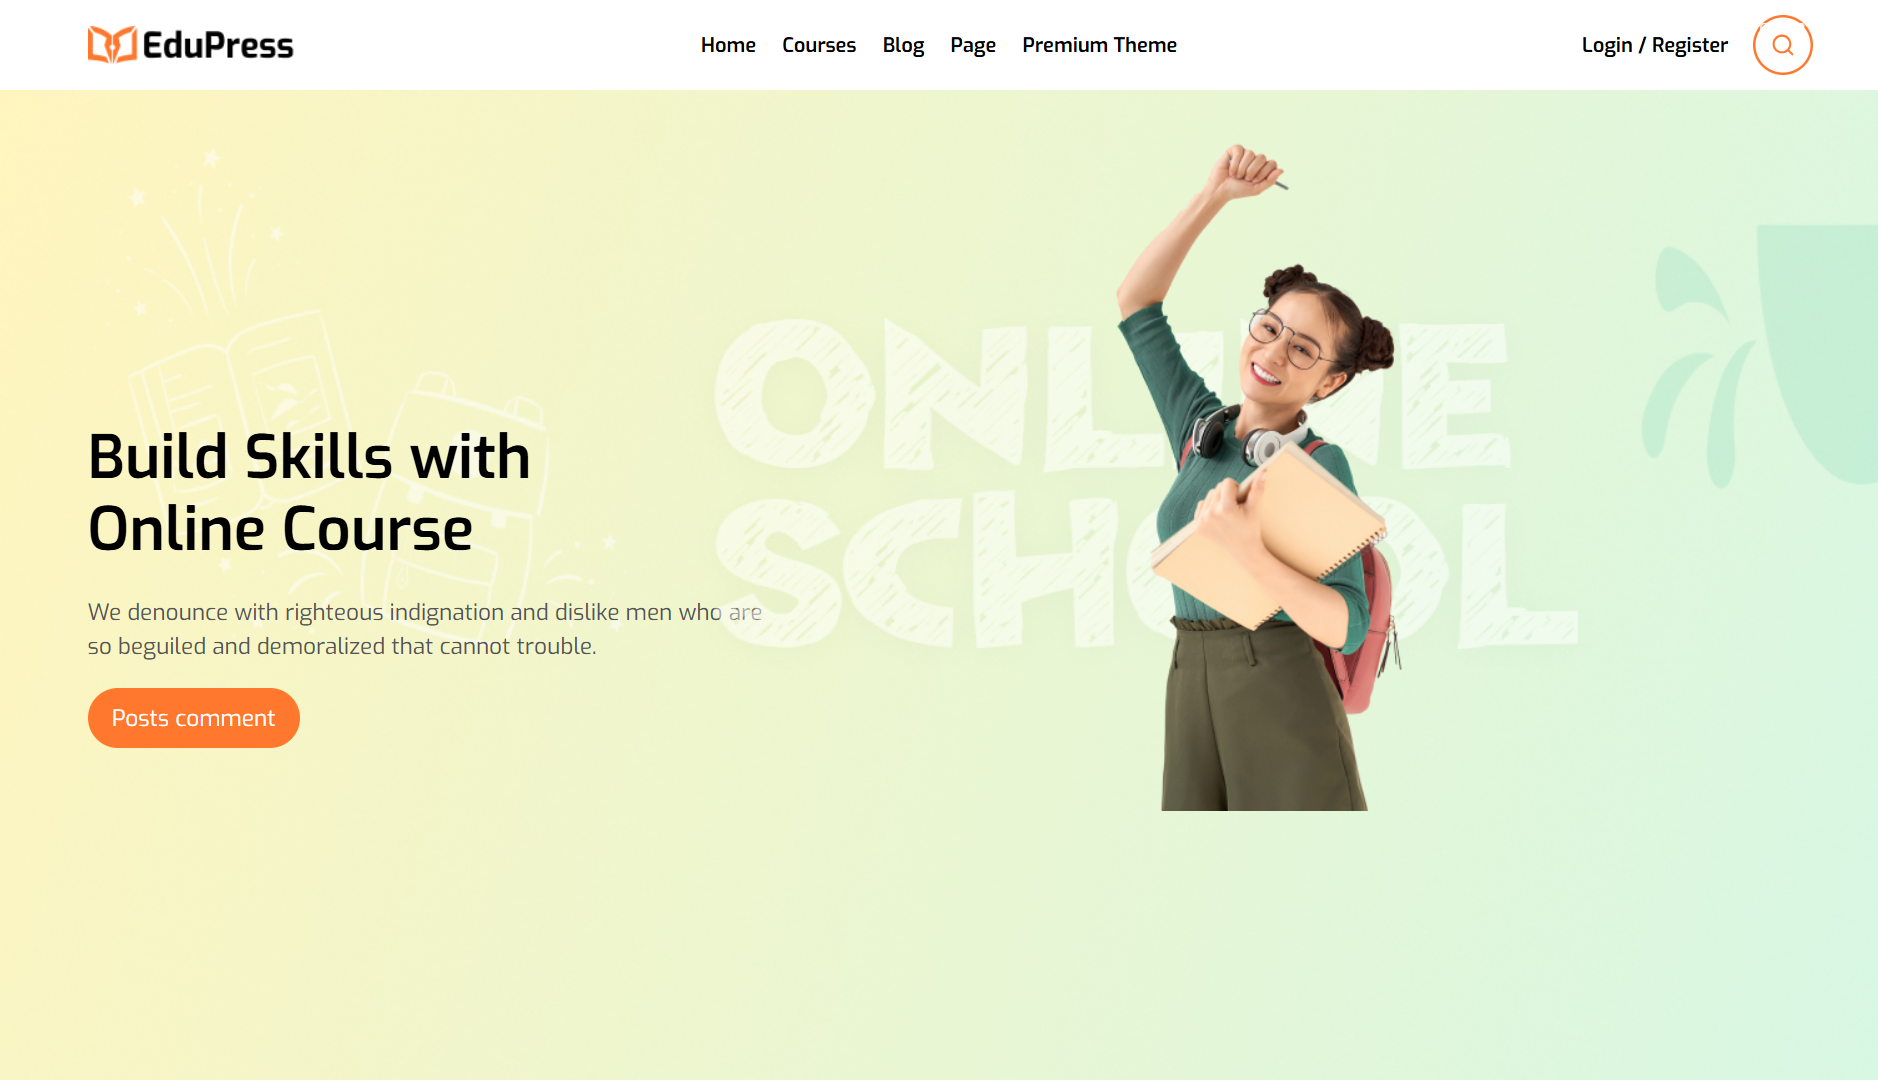 EduPress
Home Courses Blog Page Premium Theme
Login / Register
ONLINE
SCHOOL
Build Skills with
Online Course
We denounce with righteous indignation and dislike men who are
so beguiled and demoralized that cannot trouble.
Posts comment